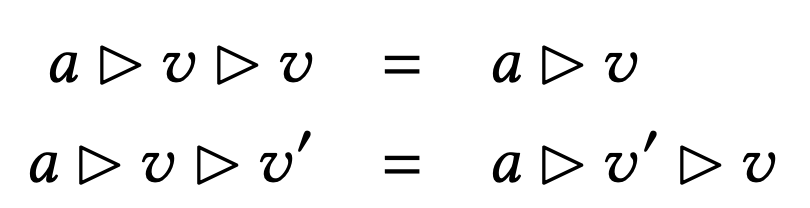 a ▷ v ▷ v = a ▷ v
a ▷ v ▷ v′ = a ▷ v′ ▷ v